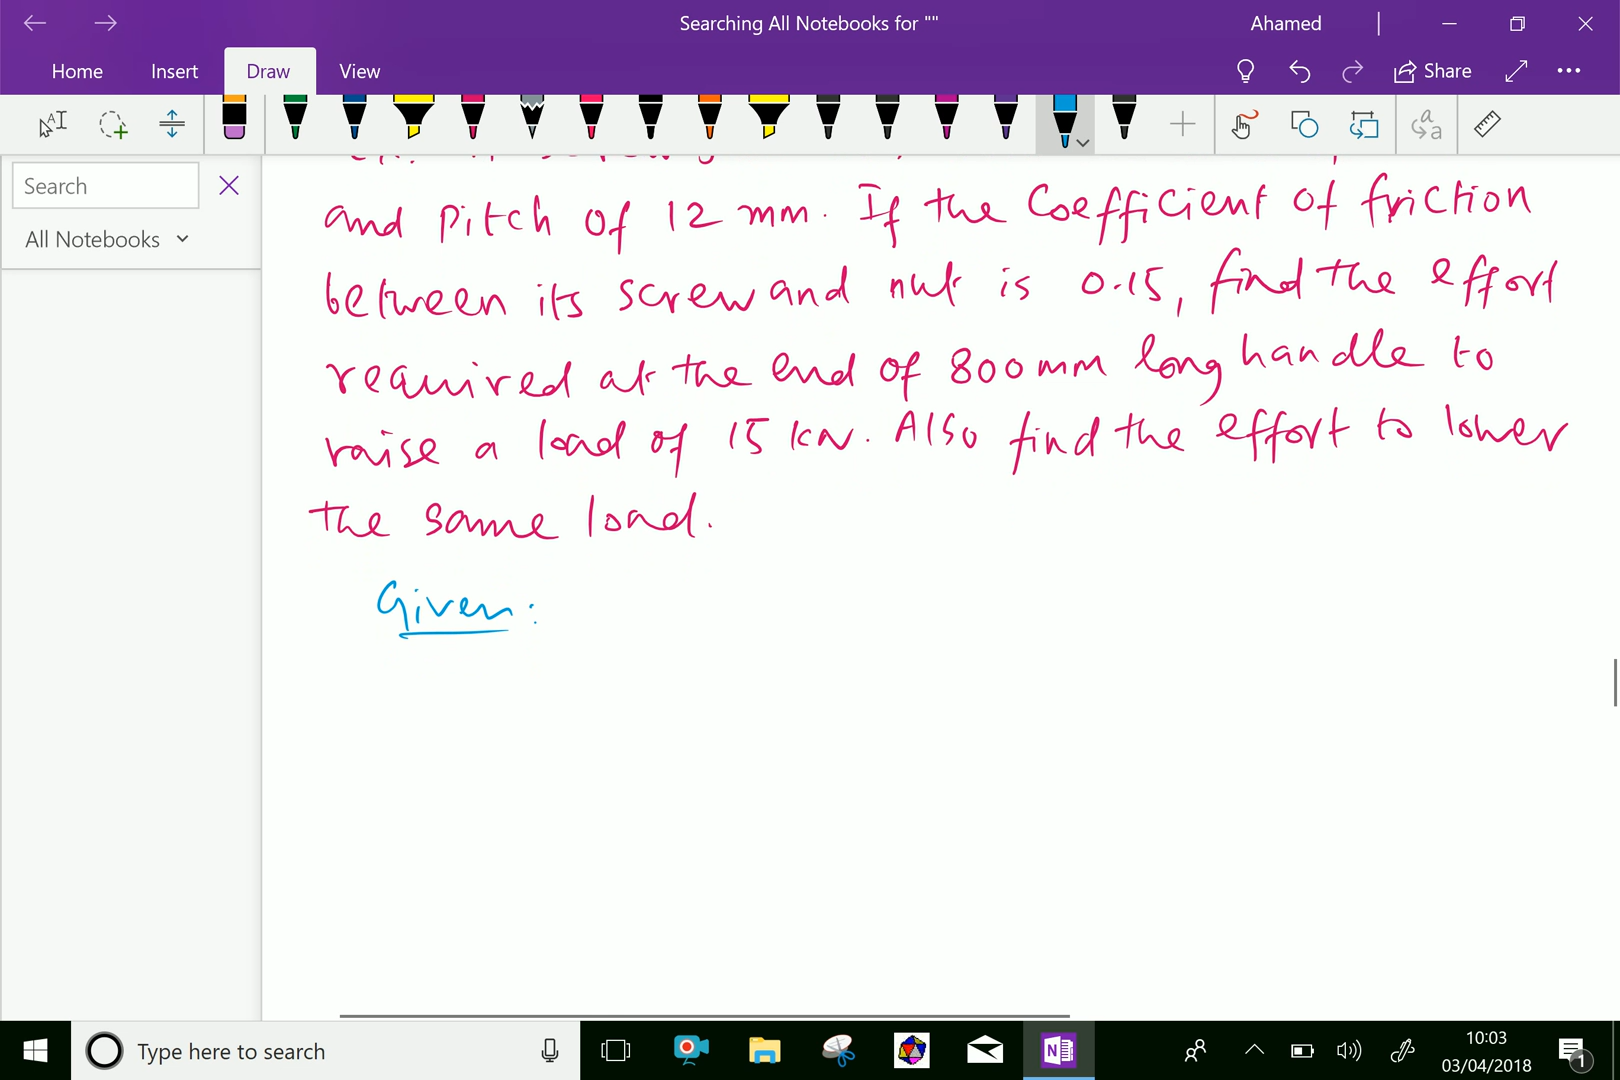 Searching All Notebooks for ""
Ahamed
Home Insert Draw View
Share
Search
All Notebooks
and Pitch of 12 mm. If the Coefficient of friction
between its screw and nut is 0.15, find the effort
required at the end of 800mm long handle to
raise a load of 15 kN. Also find the effort to lower
the same load.
Given:
Type here to search
10:03
03/04/2018
1